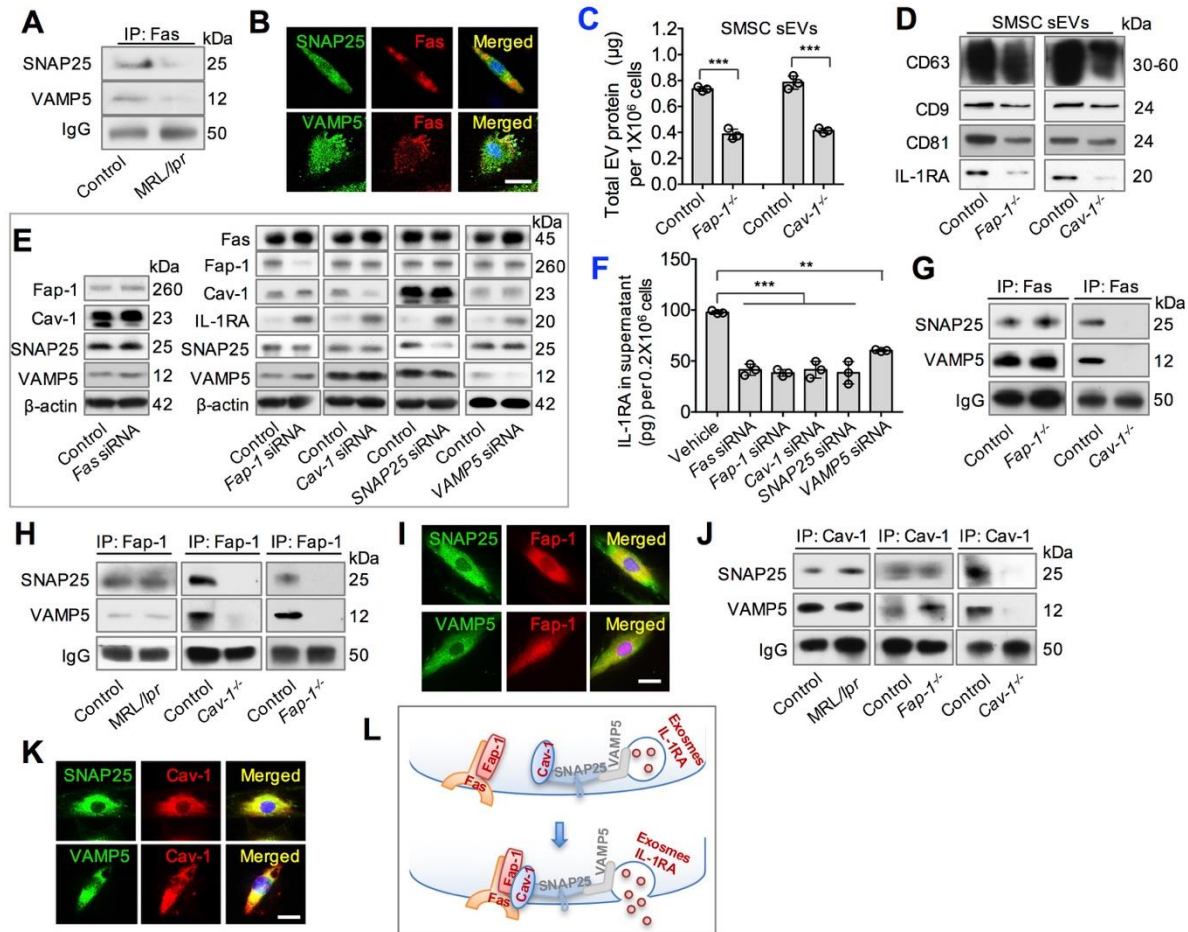 A
IP: Fas
kDa
SNAP25
25
VAMP5
12
IgG
50
Control
MRL/lpr
B
SNAP25
Fas
Merged
VAMP5
Fas
Merged
C
SMSC sEVs
Total EV protein (µg)
per 1X10⁶ cells
1.2
1.0
0.8
0.6
0.4
0.2
0.0
***
***
Control
Fap-1⁻/⁻
Control
Cav-1⁻/⁻
D
SMSC sEVs
kDa
CD63
30-60
CD9
24
CD81
24
IL-1RA
20
Control
Fap-1⁻/⁻
Control
Cav-1⁻/⁻
E
kDa
Fap-1
260
Cav-1
23
SNAP25
25
VAMP5
12
β-actin
42
Control
Fas siRNA
kDa
Fas
45
Fap-1
260
Cav-1
23
IL-1RA
20
SNAP25
25
VAMP5
12
β-actin
42
Control
Fap-1 siRNA
Control
Cav-1 siRNA
Control
SNAP25 siRNA
Control
VAMP5 siRNA
F
IL-1RA in supernatant
(pg) per 0.2X10⁶ cells
150
100
50
0
**
***
Vehicle
Fas siRNA
Fap-1 siRNA
Cav-1 siRNA
SNAP25 siRNA
VAMP5 siRNA
G
IP: Fas
IP: Fas
kDa
SNAP25
25
VAMP5
12
IgG
50
Control
Fap-1⁻/⁻
Control
Cav-1⁻/⁻
H
IP: Fap-1
IP: Fap-1
IP: Fap-1
kDa
SNAP25
25
VAMP5
12
IgG
50
Control
MRL/lpr
Control
Cav-1⁻/⁻
Control
Fap-1⁻/⁻
I
SNAP25
Fap-1
Merged
VAMP5
Fap-1
Merged
J
IP: Cav-1
IP: Cav-1
IP: Cav-1
kDa
SNAP25
25
VAMP5
12
IgG
50
Control
MRL/lpr
Control
Fap-1⁻/⁻
Control
Cav-1⁻/⁻
K
SNAP25
Cav-1
Merged
VAMP5
Cav-1
Merged
L
Fas
Fap-1
Cav-1
SNAP25
VAMP5
Exosmes
IL-1RA
Fas
Fap-1
Cav-1
SNAP25
VAMP5
Exosmes
IL-1RA